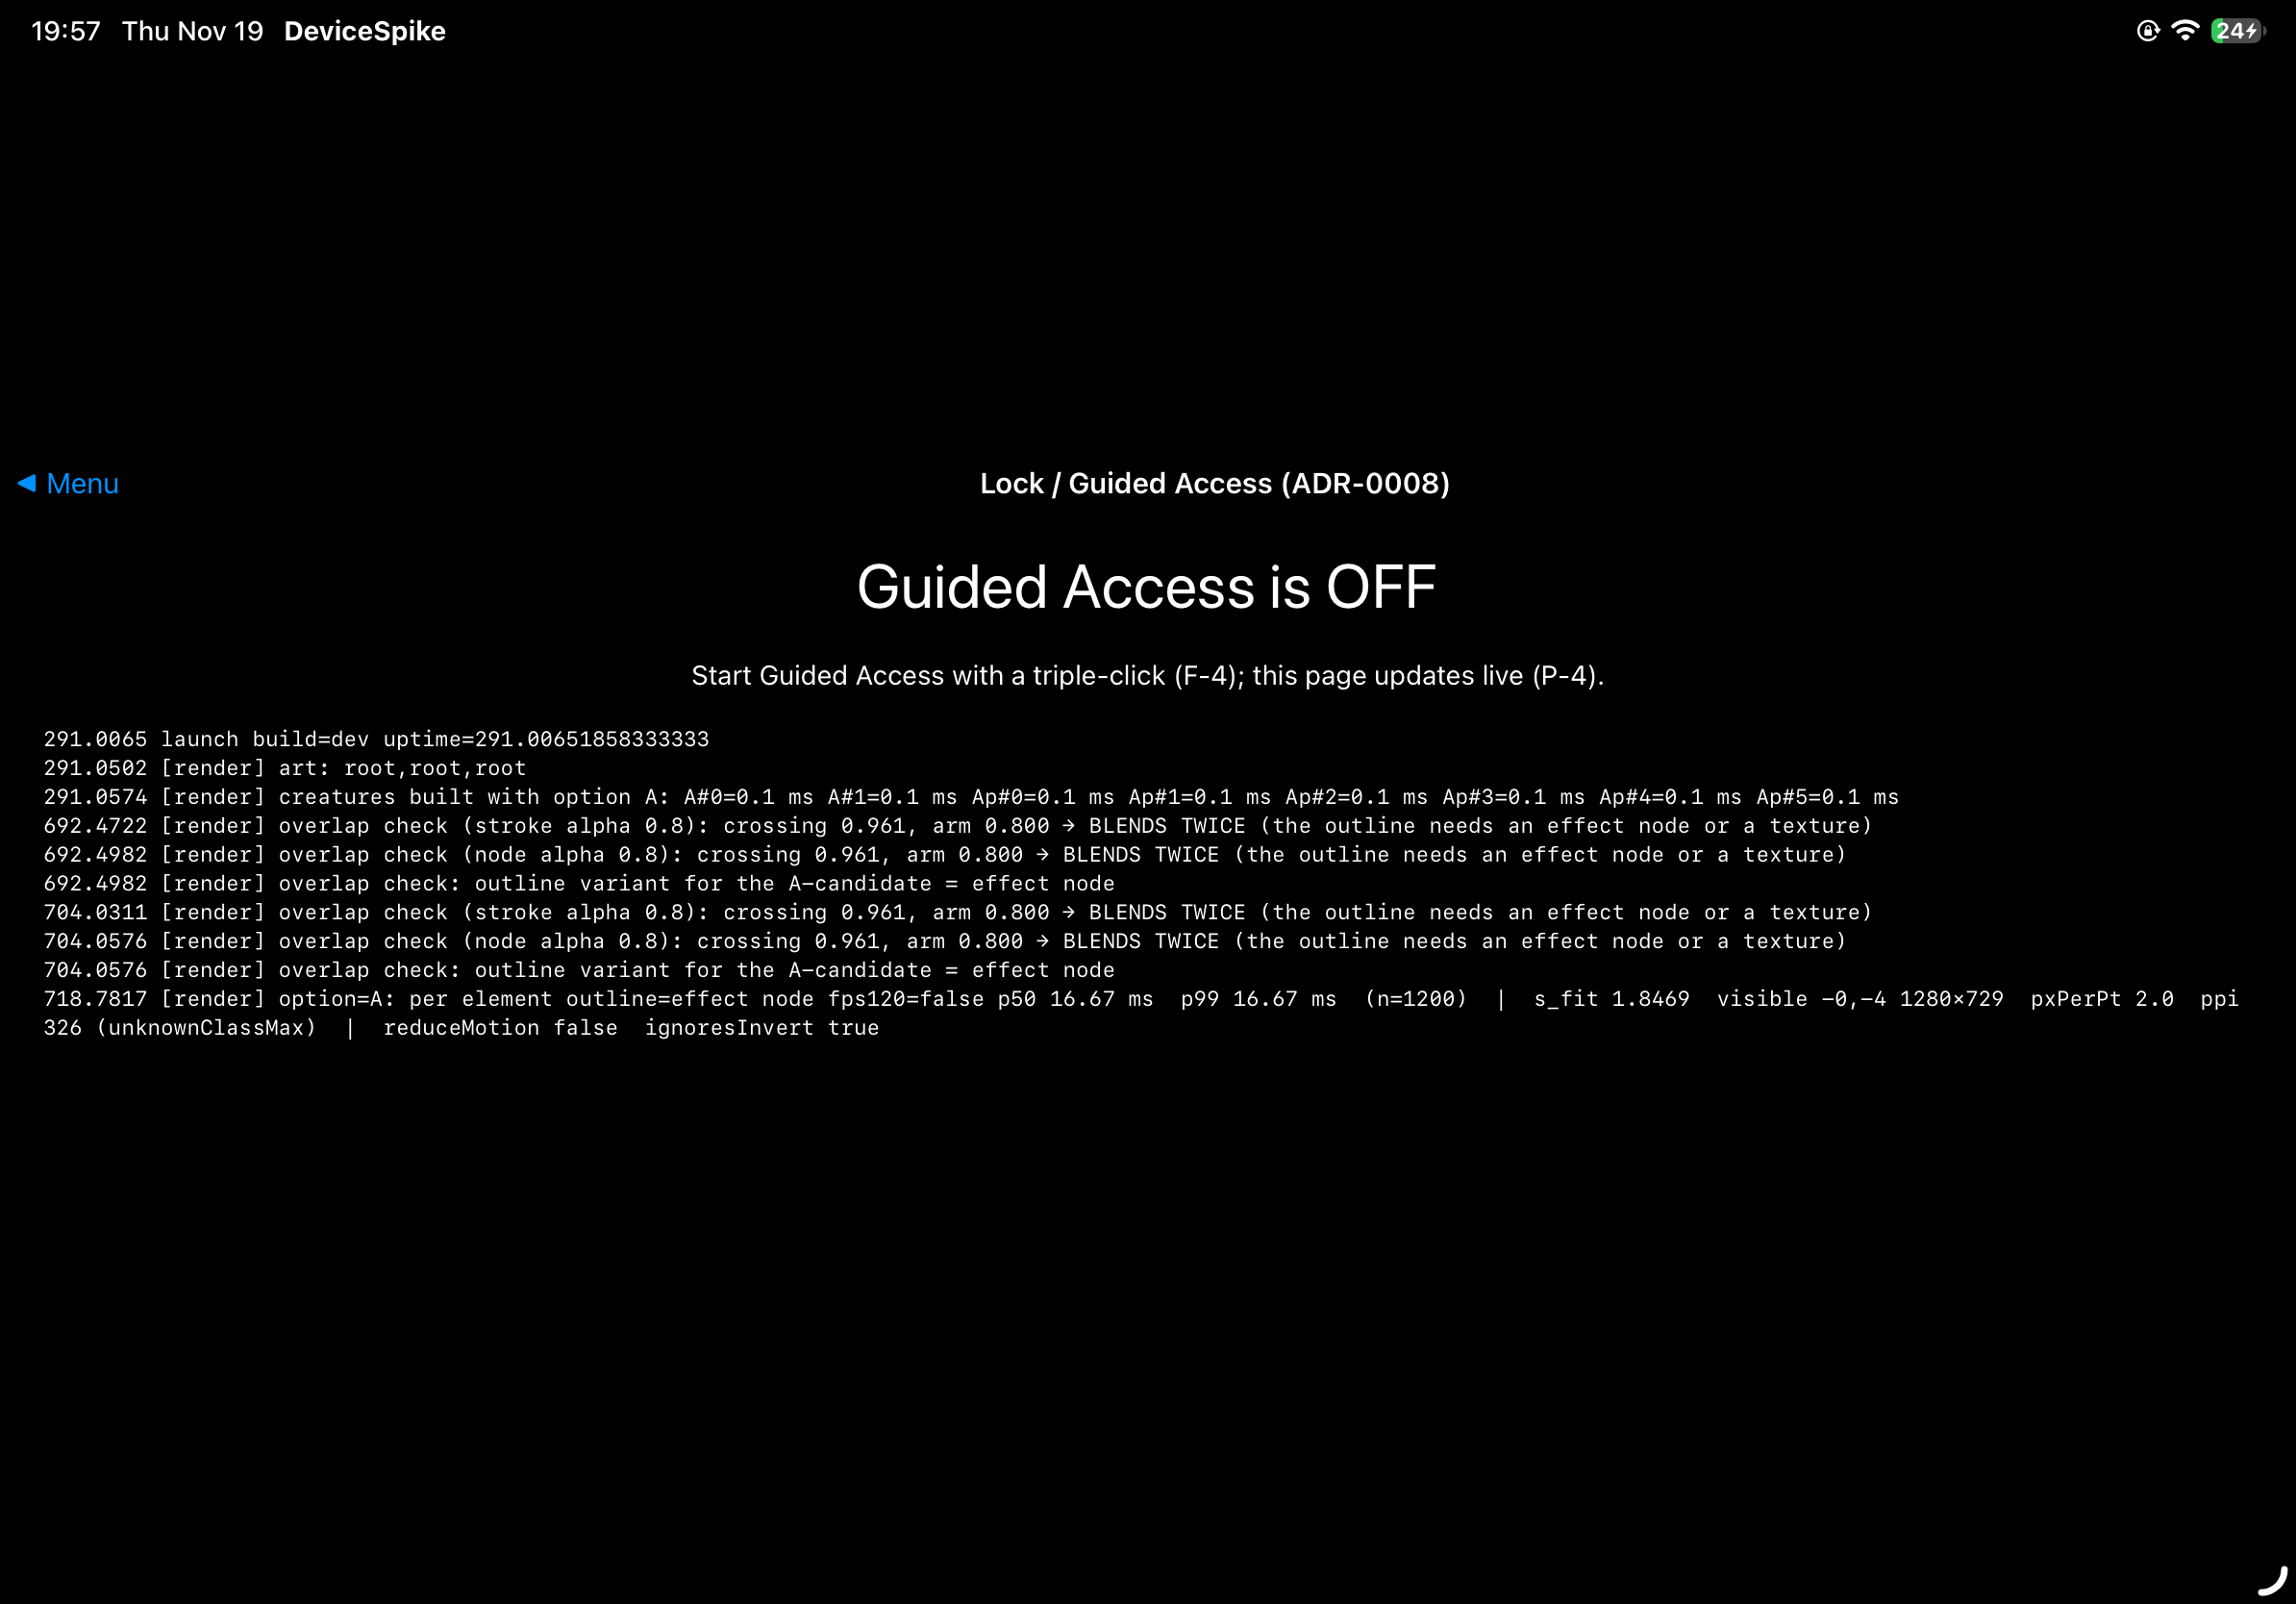 19:57 Thu Nov 19 DeviceSpike 24
◀ Menu
Lock / Guided Access (ADR-0008)
Guided Access is OFF
Start Guided Access with a triple-click (F-4); this page updates live (P-4).
291.0065 launch build=dev uptime=291.00651858333333
291.0502 [render] art: root,root,root
291.0574 [render] creatures built with option A: A#0=0.1 ms A#1=0.1 ms Ap#0=0.1 ms Ap#1=0.1 ms Ap#2=0.1 ms Ap#3=0.1 ms Ap#4=0.1 ms Ap#5=0.1 ms
692.4722 [render] overlap check (stroke alpha 0.8): crossing 0.961, arm 0.800 → BLENDS TWICE (the outline needs an effect node or a texture)
692.4982 [render] overlap check (node alpha 0.8): crossing 0.961, arm 0.800 → BLENDS TWICE (the outline needs an effect node or a texture)
692.4982 [render] overlap check: outline variant for the A-candidate = effect node
704.0311 [render] overlap check (stroke alpha 0.8): crossing 0.961, arm 0.800 → BLENDS TWICE (the outline needs an effect node or a texture)
704.0576 [render] overlap check (node alpha 0.8): crossing 0.961, arm 0.800 → BLENDS TWICE (the outline needs an effect node or a texture)
704.0576 [render] overlap check: outline variant for the A-candidate = effect node
718.7817 [render] option=A: per element outline=effect node fps120=false p50 16.67 ms  p99 16.67 ms  (n=1200)  |  s_fit 1.8469  visible -0,-4 1280×729  pxPerPt 2.0  ppi
326 (unknownClassMax)  |  reduceMotion false  ignoresInvert true